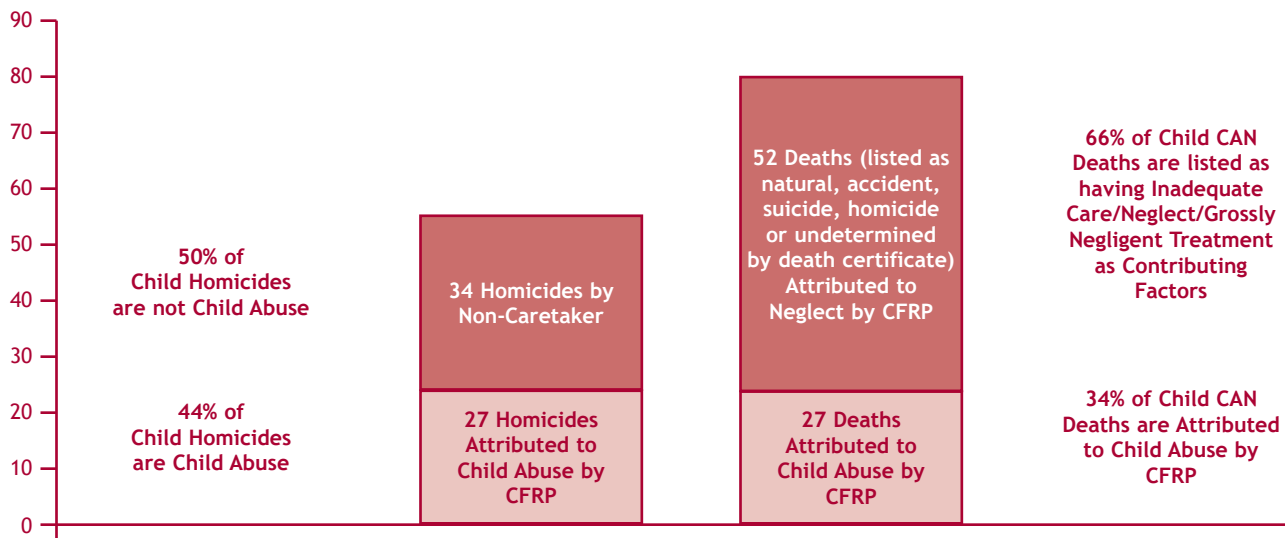 90
80
70
60
50
40
30
20
10
0
50% of
Child Homicides
are not Child Abuse
44% of
Child Homicides
are Child Abuse
34 Homicides by
Non-Caretaker
27 Homicides
Attributed to
Child Abuse by
CFRP
52 Deaths (listed as
natural, accident,
suicide, homicide
or undetermined
by death certificate)
Attributed to
Neglect by CFRP
27 Deaths
Attributed to
Child Abuse by
CFRP
66% of Child CAN
Deaths are listed as
having Inadequate
Care/Neglect/Grossly
Negligent Treatment
as Contributing
Factors
34% of Child CAN
Deaths are Attributed
to Child Abuse by
CFRP